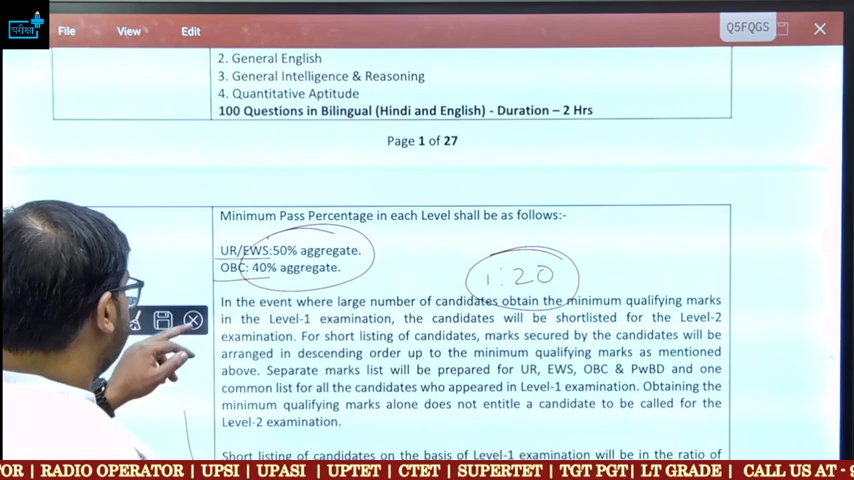 परीक्षा
File View Edit
Q5FQGS
2. General English
3. General Intelligence & Reasoning
4. Quantitative Aptitude
100 Questions in Bilingual (Hindi and English) - Duration – 2 Hrs
Page 1 of 27
Minimum Pass Percentage in each Level shall be as follows:-
UR/EWS:50% aggregate.
OBC: 40% aggregate.
1:20
In the event where large number of candidates obtain the minimum qualifying marks
in the Level-1 examination, the candidates will be shortlisted for the Level-2
examination. For short listing of candidates, marks secured by the candidates will be
arranged in descending order up to the minimum qualifying marks as mentioned
above. Separate marks list will be prepared for UR, EWS, OBC & PwBD and one
common list for all the candidates who appeared in Level-1 examination. Obtaining the
minimum qualifying marks alone does not entitle a candidate to be called for the
Level-2 examination.
Short listing of candidates on the basis of Level-1 examination will be in the ratio of
TOR | RADIO OPERATOR | UPSI | UPASI | UPTET | CTET | SUPERTET | TGT PGT| LT GRADE | CALL US AT - 9